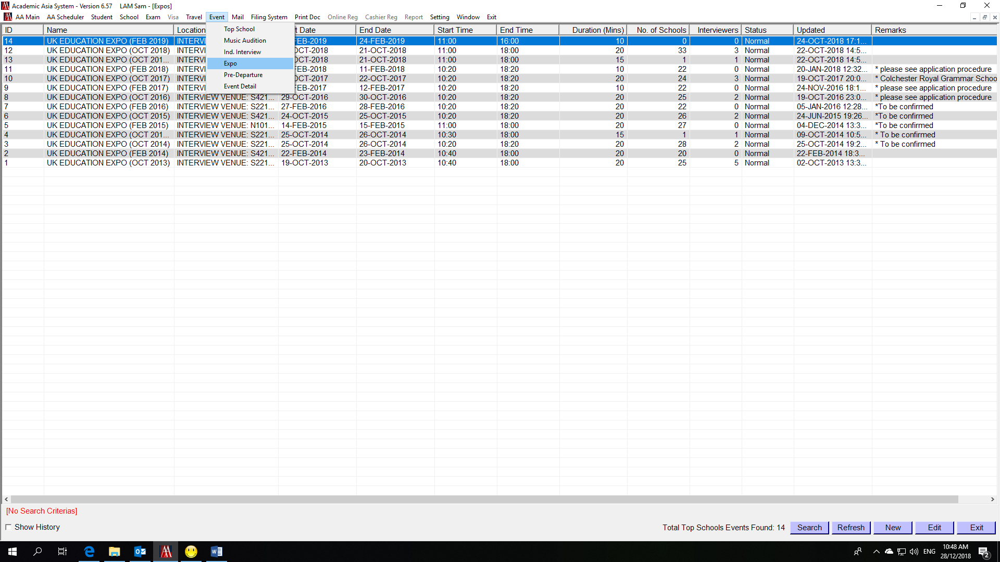 Academic Asia System - Version 6.57 LAM Sam - [Expos]
AA Main AA Scheduler Student School Exam Visa Travel Event Mail Filing System Print Doc Online Reg Cashier Reg Report Setting Window Exit
Top School
Music Audition
Ind. Interview
Expo
Pre-Departure
Event Detail
ID Name Location t Date End Date Start Time End Time Duration (Mins) No. of Schools Interviewers Status Updated Remarks
14 UK EDUCATION EXPO (FEB 2019) INTERVI FEB-2019 24-FEB-2019 11:00 16:00 10 0 0 Normal 24-OCT-2018 17:1...
12 UK EDUCATION EXPO (OCT 2018) INTERVI OCT-2018 21-OCT-2018 11:00 18:00 20 33 3 Normal 22-OCT-2018 14:5...
13 UK EDUCATION EXPO (OCT 201... INTERVI OCT-2018 21-OCT-2018 11:00 18:00 15 1 1 Normal 22-OCT-2018 14:5...
11 UK EDUCATION EXPO (FEB 2018) INTERVI FEB-2018 11-FEB-2018 10:20 18:20 10 22 0 Normal 20-JAN-2018 12:32... * please see application procedure
10 UK EDUCATION EXPO (OCT 2017) INTERVI OCT-2017 22-OCT-2017 10:20 18:20 20 24 3 Normal 19-OCT-2017 20:0... * Colchester Royal Grammar Schoo
9 UK EDUCATION EXPO (FEB 2017) INTERVI FEB-2017 12-FEB-2017 10:20 18:20 10 22 0 Normal 24-NOV-2016 18:1... * please see application procedure
8 UK EDUCATION EXPO (OCT 2016) INTERVIEW VENUE: S421... 29-OCT-2016 30-OCT-2016 10:20 18:20 20 25 2 Normal 19-OCT-2016 23:0... * please see application procedure
7 UK EDUCATION EXPO (FEB 2016) INTERVIEW VENUE: S221... 27-FEB-2016 28-FEB-2016 10:20 18:20 20 22 0 Normal 05-JAN-2016 12:28... *To be confirmed
6 UK EDUCATION EXPO (OCT 2015) INTERVIEW VENUE: S421... 24-OCT-2015 25-OCT-2015 10:20 18:20 20 26 2 Normal 24-JUN-2015 19:26... *To be confirmed
5 UK EDUCATION EXPO (FEB 2015) INTERVIEW VENUE: N101... 14-FEB-2015 15-FEB-2015 11:00 18:00 20 27 0 Normal 04-DEC-2014 13:3... *To be confirmed
4 UK EDUCATION EXPO (OCT 201... INTERVIEW VENUE: S221... 25-OCT-2014 26-OCT-2014 10:30 18:00 15 1 1 Normal 09-OCT-2014 10:5... * To be confirmed
3 UK EDUCATION EXPO (OCT 2014) INTERVIEW VENUE: S221... 25-OCT-2014 26-OCT-2014 10:20 18:20 20 28 2 Normal 25-OCT-2014 19:2... * To be confirmed
2 UK EDUCATION EXPO (FEB 2014) INTERVIEW VENUE: S421... 22-FEB-2014 23-FEB-2014 10:40 18:00 20 20 0 Normal 22-FEB-2014 18:3...
1 UK EDUCATION EXPO (OCT 2013) INTERVIEW VENUE: S221... 19-OCT-2013 20-OCT-2013 10:40 18:00 20 25 5 Normal 02-OCT-2013 13:3...
[No Search Criterias]
Show History Total Top Schools Events Found: 14 Search Refresh New Edit Exit
ENG 10:48 AM
28/12/2018 2